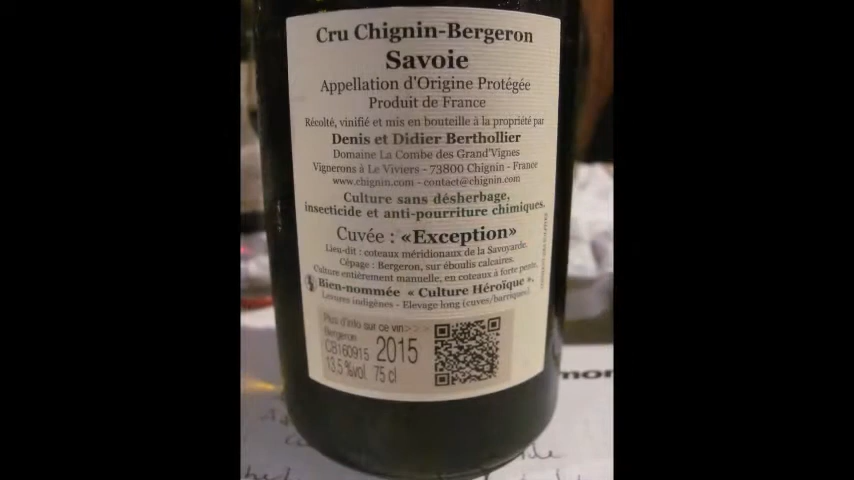 Cru Chignin-Bergeron
Savoie
Appellation d'Origine Protégée
Produit de France
Récolté, vinifié et mis en bouteille à la propriété par
Denis et Didier Berthollier
Domaine La Combe des Grand'Vignes
Vignerons à Le Viviers - 73800 Chignin - France
www.chignin.com - contact@chignin.com
Culture sans désherbage,
insecticide et anti-pourriture chimiques.
Cuvée : «Exception»
Lieu-dit : coteaux méridionaux de la Savoyarde.
Cépage : Bergeron, sur éboulis calcaires.
Culture entièrement manuelle, en coteaux à forte pente.
Bien-nommée « Culture Héroïque ».
Levures indigènes - Elevage long (cuves/barriques)
Plus d'info sur ce vin>>>
Bergeron
CB160915 2015
13,5 %vol. 75 cl